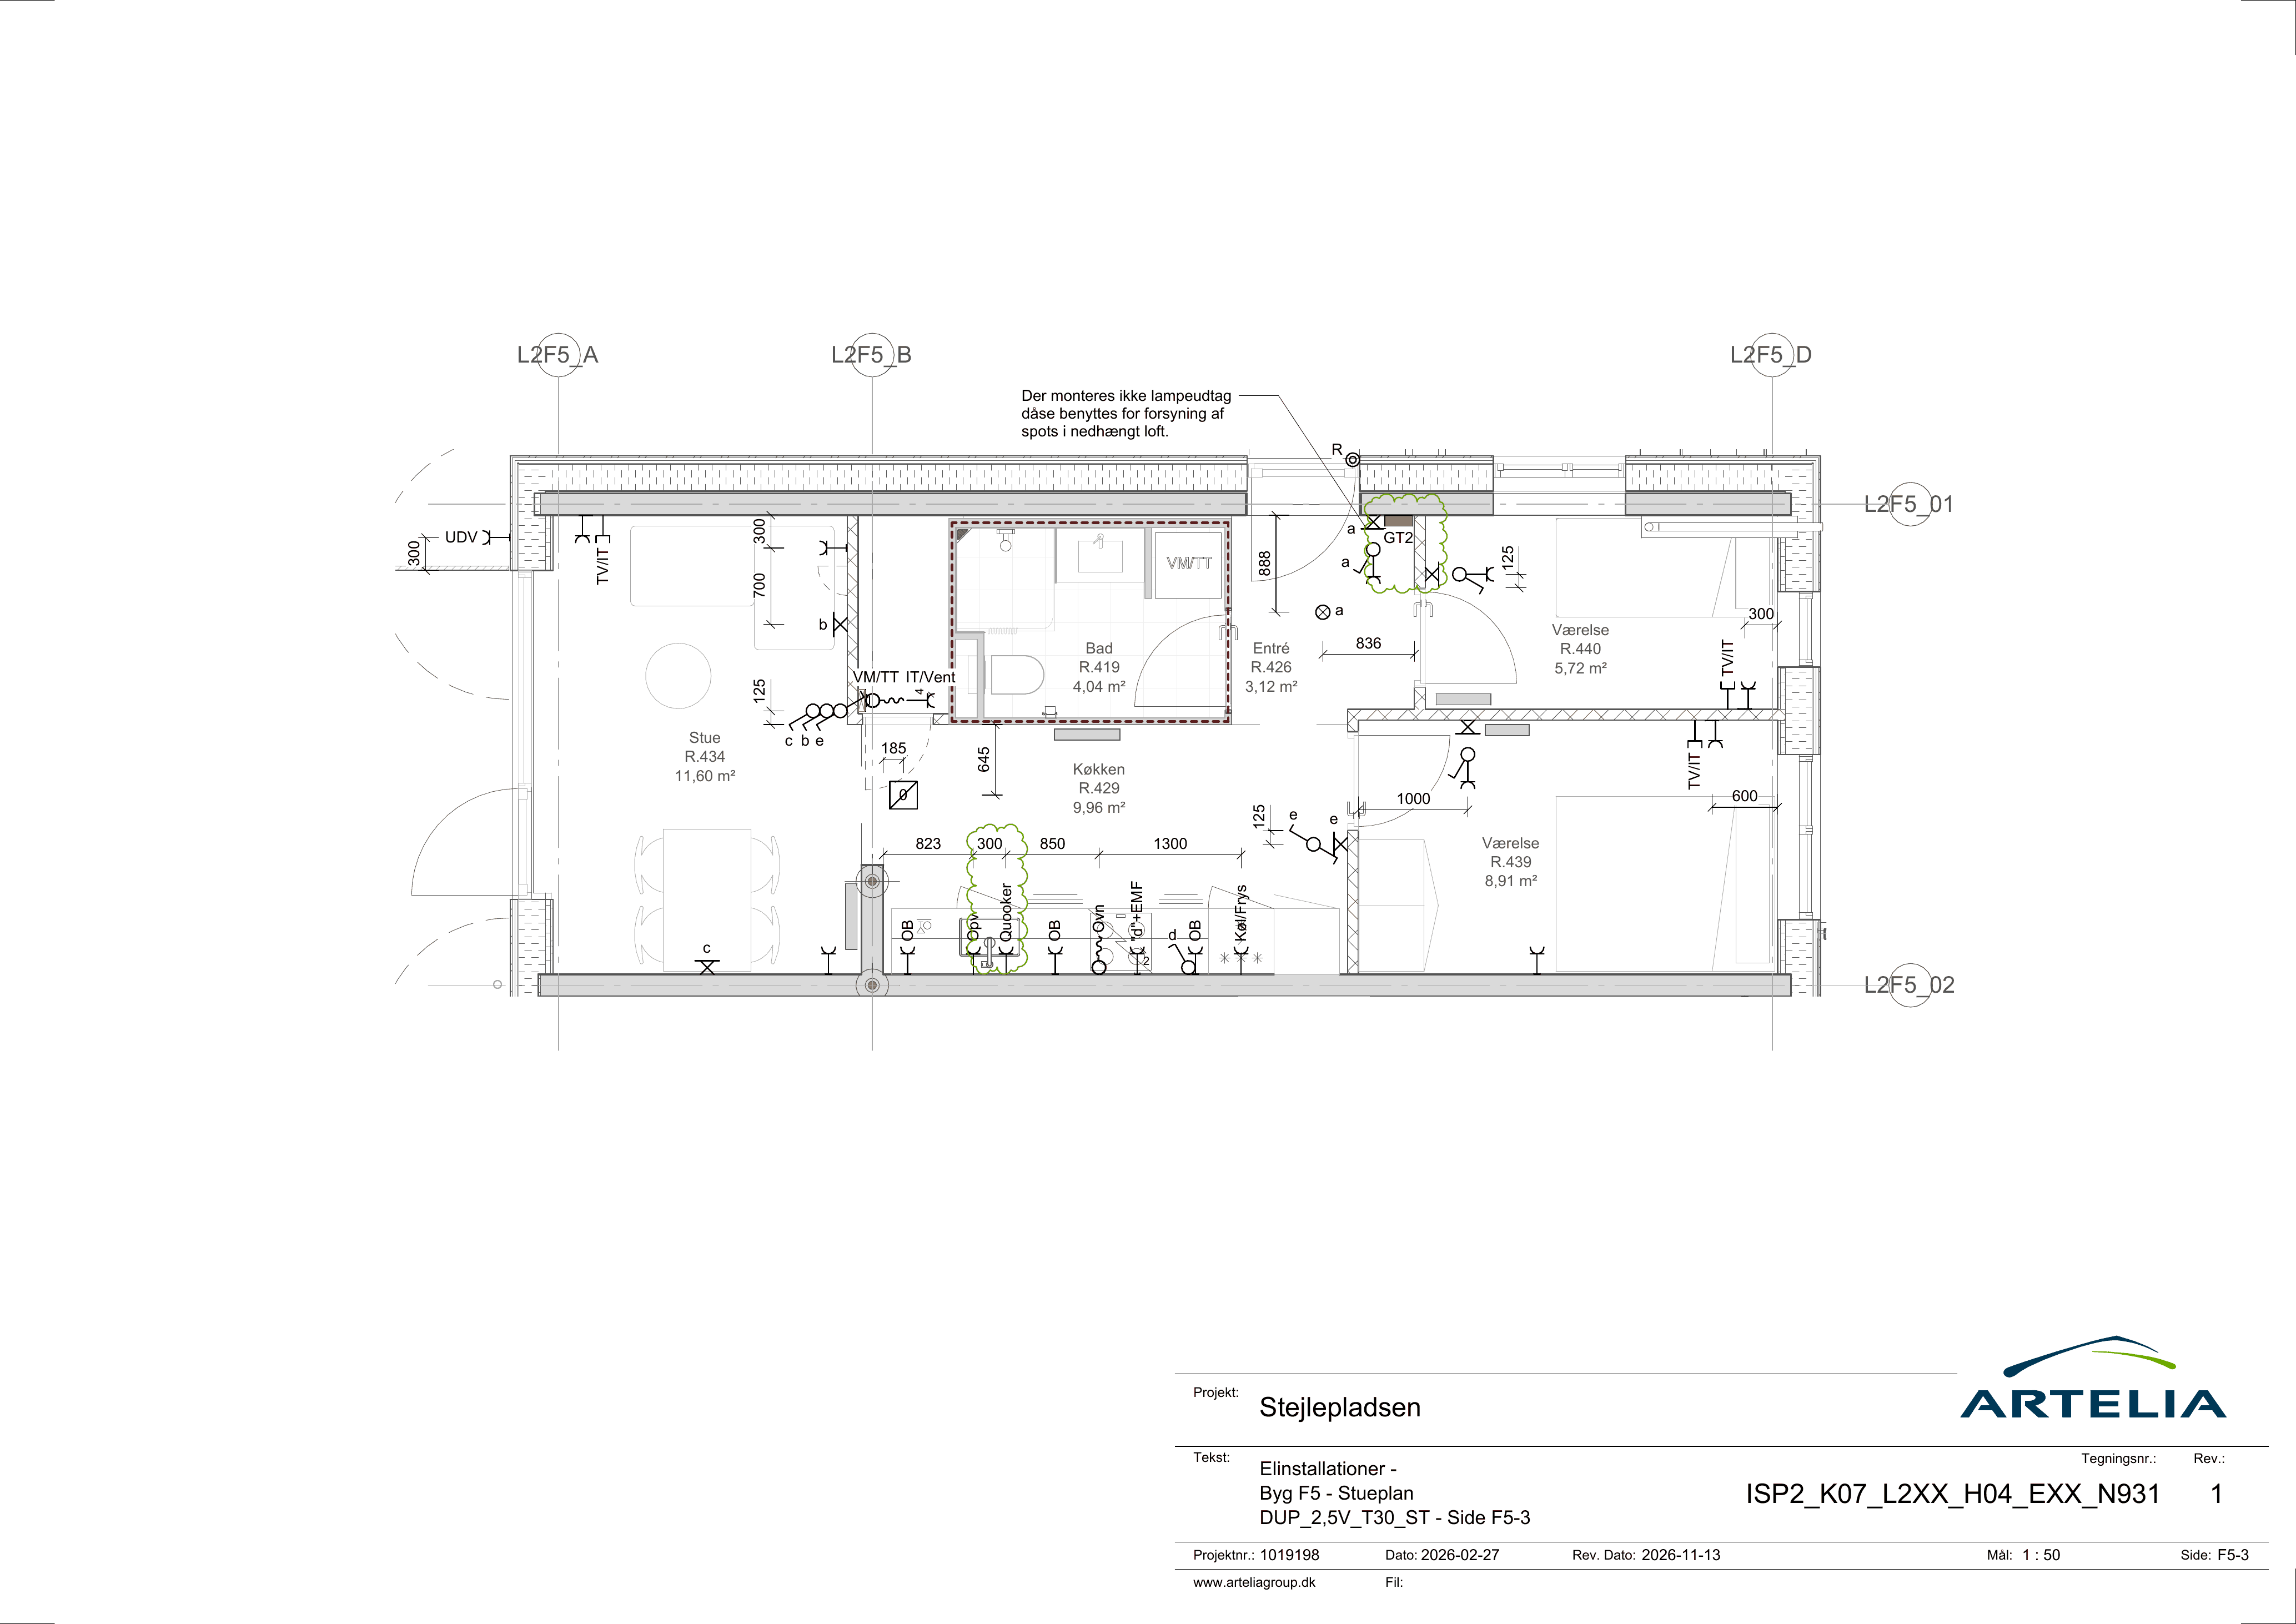 L2F5_A
L2F5_B
L2F5_D
Der monteres ikke lampeudtag
dåse benyttes for forsyning af
spots i nedhængt loft.
R
L2F5_01
UDV
300
TV/IT
300
700
b
125
c b e
VM/TT
IT/Vent
4
VM/TT
888
a
GT2
a
a
836
125
300
TV/IT
Bad
R.419
4,04 m²
Entré
R.426
3,12 m²
Værelse
R.440
5,72 m²
Stue
R.434
11,60 m²
185
0
645
Køkken
R.429
9,96 m²
125
e
e
1000
TV/IT
600
Værelse
R.439
8,91 m²
823
300
850
1300
c
OB
Opv
Quooker
OB
Ovn
"d"+EMF
2
d
OB
Køl/Frys
L2F5_02
Projekt:
Stejlepladsen
ARTELIA
Tekst:
Elinstallationer -
Byg F5 - Stueplan
DUP_2,5V_T30_ST - Side F5-3
Tegningsnr.:
Rev.:
ISP2_K07_L2XX_H04_EXX_N931
1
Projektnr.: 1019198
Dato: 2026-02-27
Rev. Dato: 2026-11-13
Mål: 1 : 50
Side: F5-3
www.arteliagroup.dk
Fil: